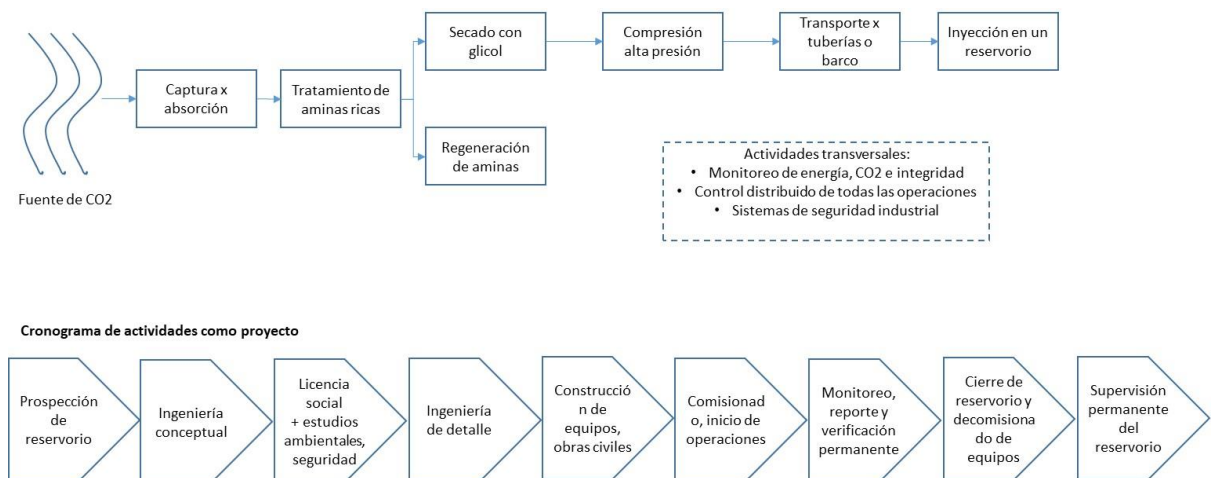 Fuente de CO2
Captura x
absorción
Tratamiento de
aminas ricas
Secado con
glicol
Regeneración
de aminas
Compresión
alta presión
Transporte x
tuberías o
barco
Inyección en un
reservorio
Actividades transversales:
• Monitoreo de energía, CO2 e integridad
• Control distribuido de todas las operaciones
• Sistemas de seguridad industrial
Cronograma de actividades como proyecto
Prospección
de
reservorio
Ingeniería
conceptual
Licencia
social
+ estudios
ambientales,
seguridad
Ingeniería
de detalle
Construcció
n de
equipos,
obras civiles
Comisionad
o, inicio de
operaciones
Monitoreo,
reporte y
verificación
permanente
Cierre de
reservorio y
decomisiona
do de
equipos
Supervisión
permanente
del
reservorio